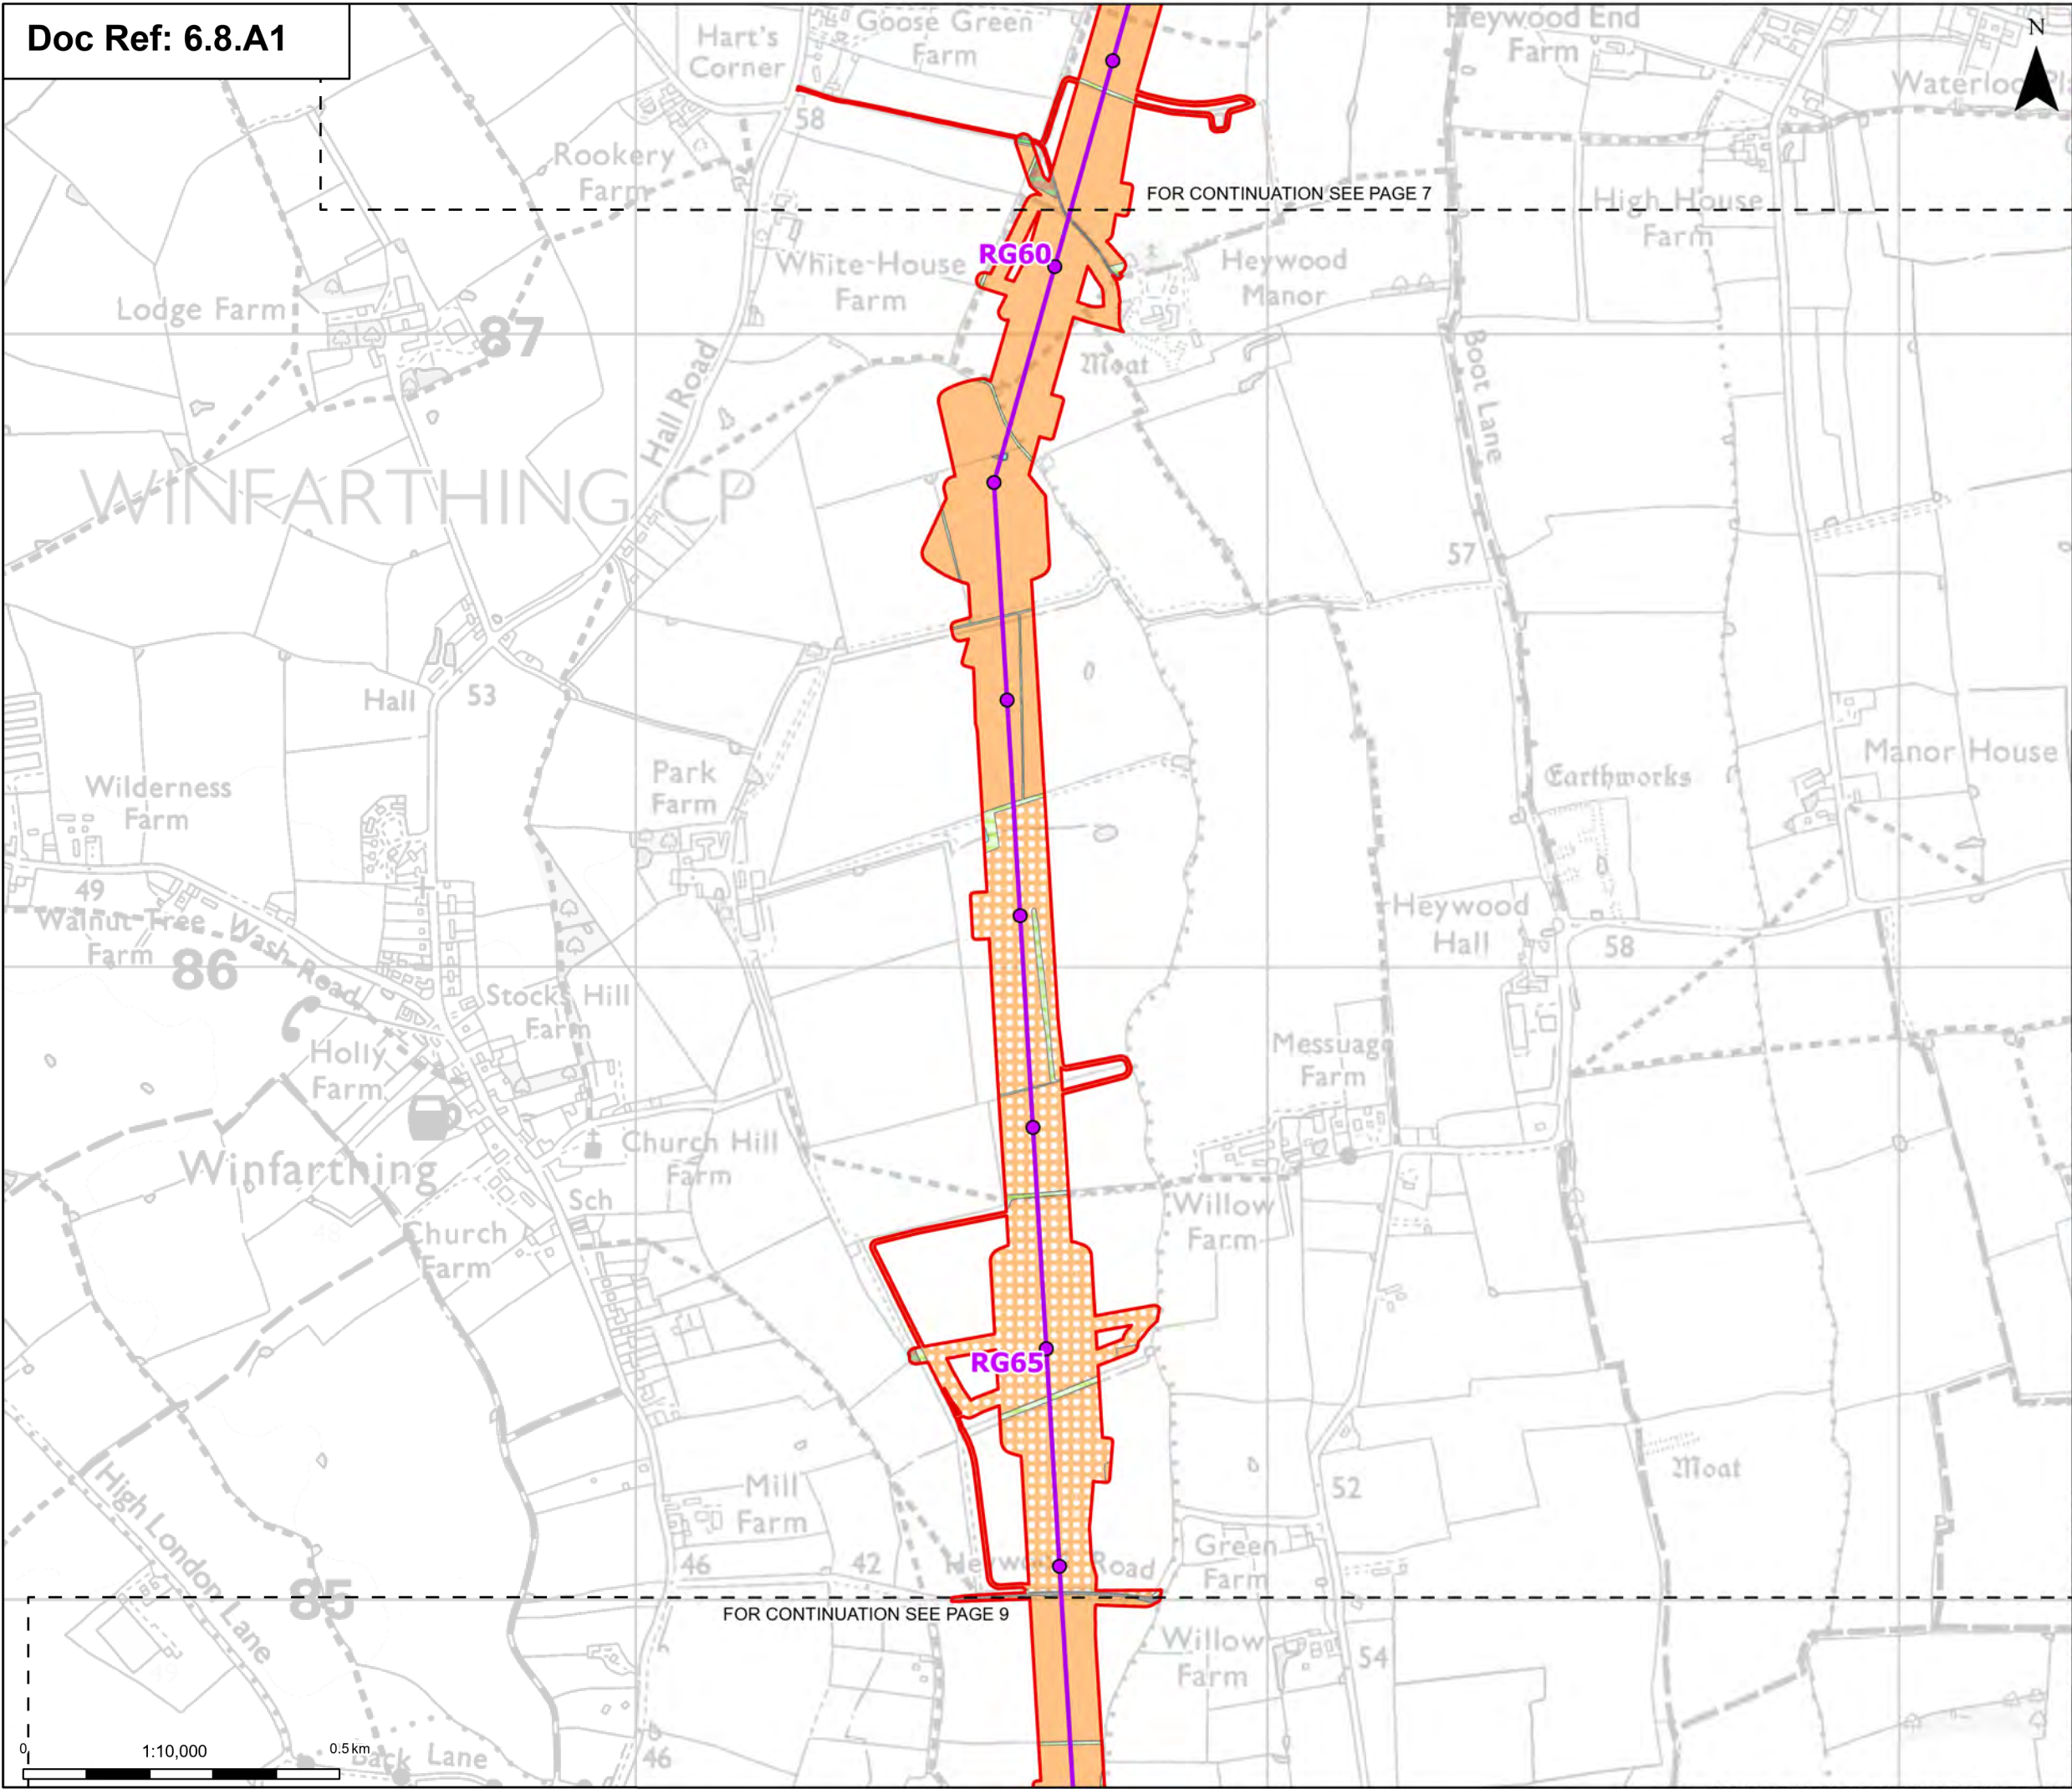 Doc Ref: 6.8.A1
Goose Green
Farm
Hart's
Corner
Heywood End
Farm
N
58
Rookery
Farm
FOR CONTINUATION SEE PAGE 7
High House
Farm
RG60
White-House
Farm
Heywood
Manor
Lodge Farm
87
Hall Road
Moat
Boot Lane
WINFARTHING CP
57
Hall
53
Park
Farm
Wilderness
Farm
Earthworks
Manor House
49
Walnut Tree
Farm
Wash Road
86
Heywood
Hall
58
Stocks Hill
Farm
Holly
Farm
Messuage
Farm
Winfarthing
Church Hill
Farm
Sch
Willow
Farm
48
Church
Farm
RG65
Mill
Farm
Moat
52
High London Lane
46
42
Heywood Road
Green
Farm
85
FOR CONTINUATION SEE PAGE 9
Willow
Farm
54
49
0
1:10,000
0.5 km
Back Lane
46